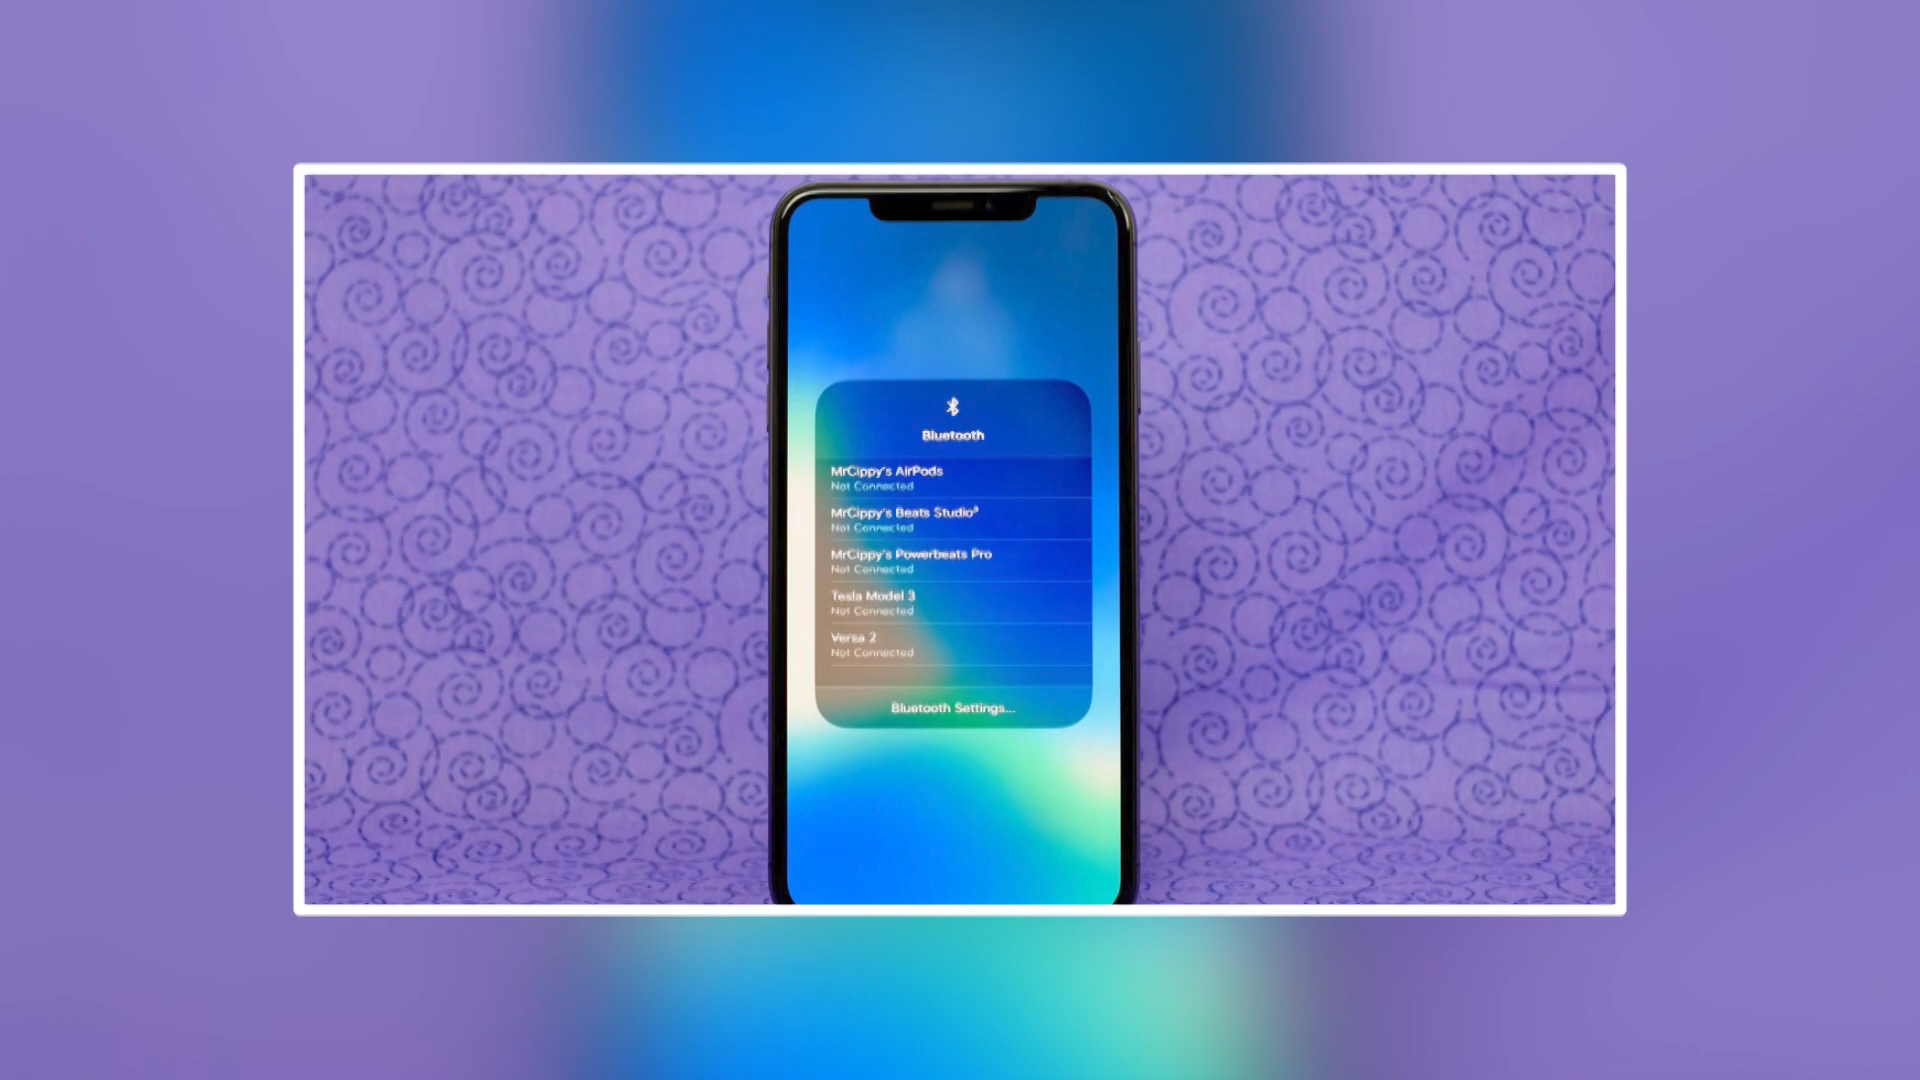 Bluetooth
MrCippy's AirPods
Not Connected
MrCippy's Beats Studio³
Not Connected
MrCippy's Powerbeats Pro
Not Connected
Tesla Model 3
Not Connected
Versa 2
Not Connected
Bluetooth Settings...